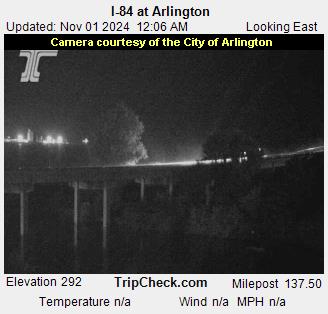 I-84 at Arlington
Updated: Nov 01 2024 12:06 AM Looking East
Camera courtesy of the City of Arlington
Elevation 292 TripCheck.com Milepost 137.50
Temperature n/a Wind n/a MPH n/a